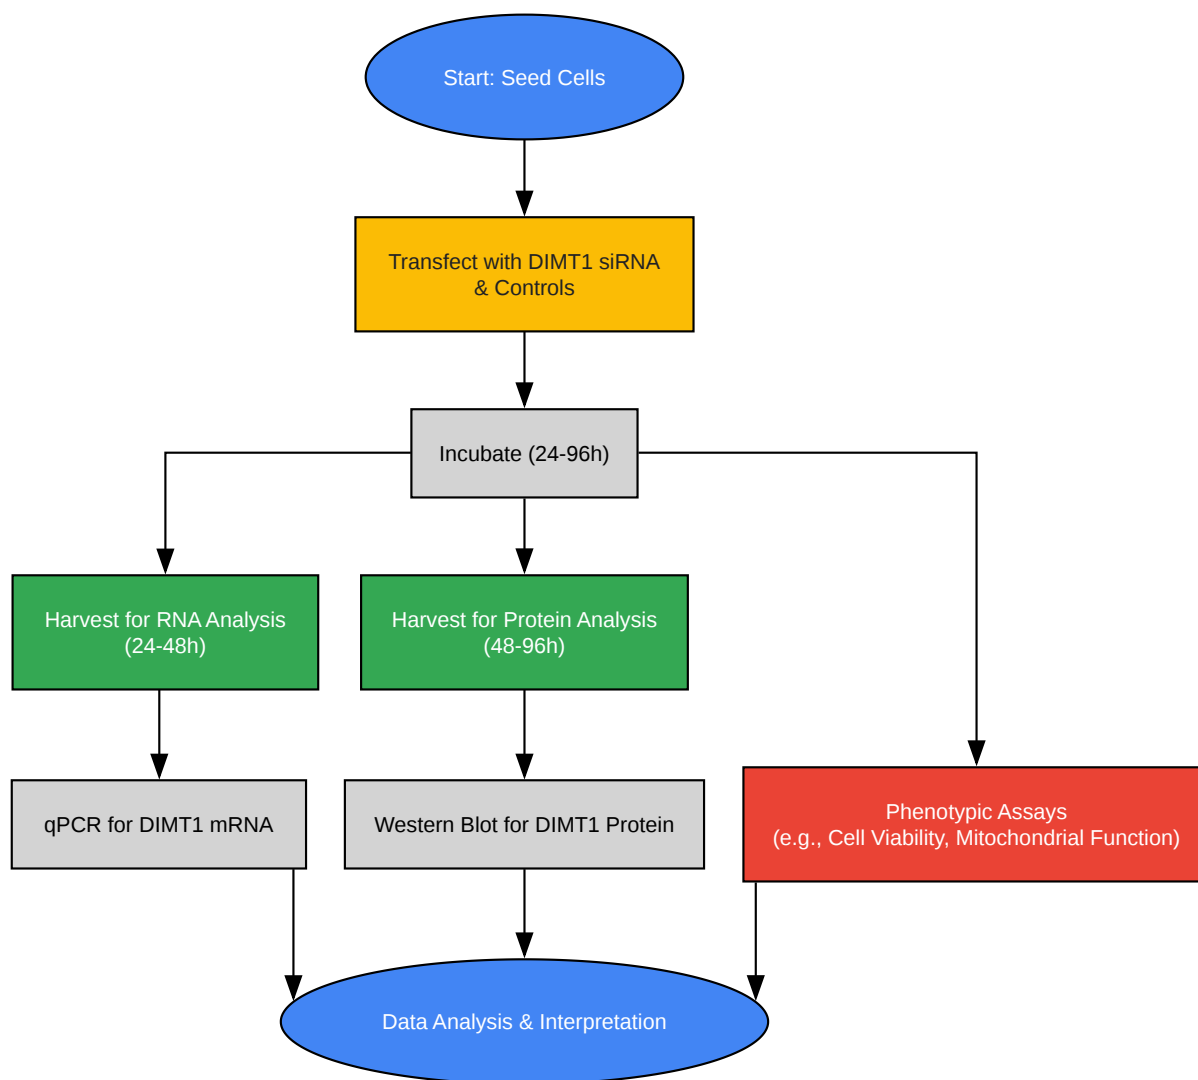 Start: Seed Cells
Transfect with DIMT1 siRNA
& Controls
Incubate (24-96h)
Harvest for RNA Analysis
(24-48h)
Harvest for Protein Analysis
(48-96h)
qPCR for DIMT1 mRNA
Western Blot for DIMT1 Protein
Phenotypic Assays
(e.g., Cell Viability, Mitochondrial Function)
Data Analysis & Interpretation